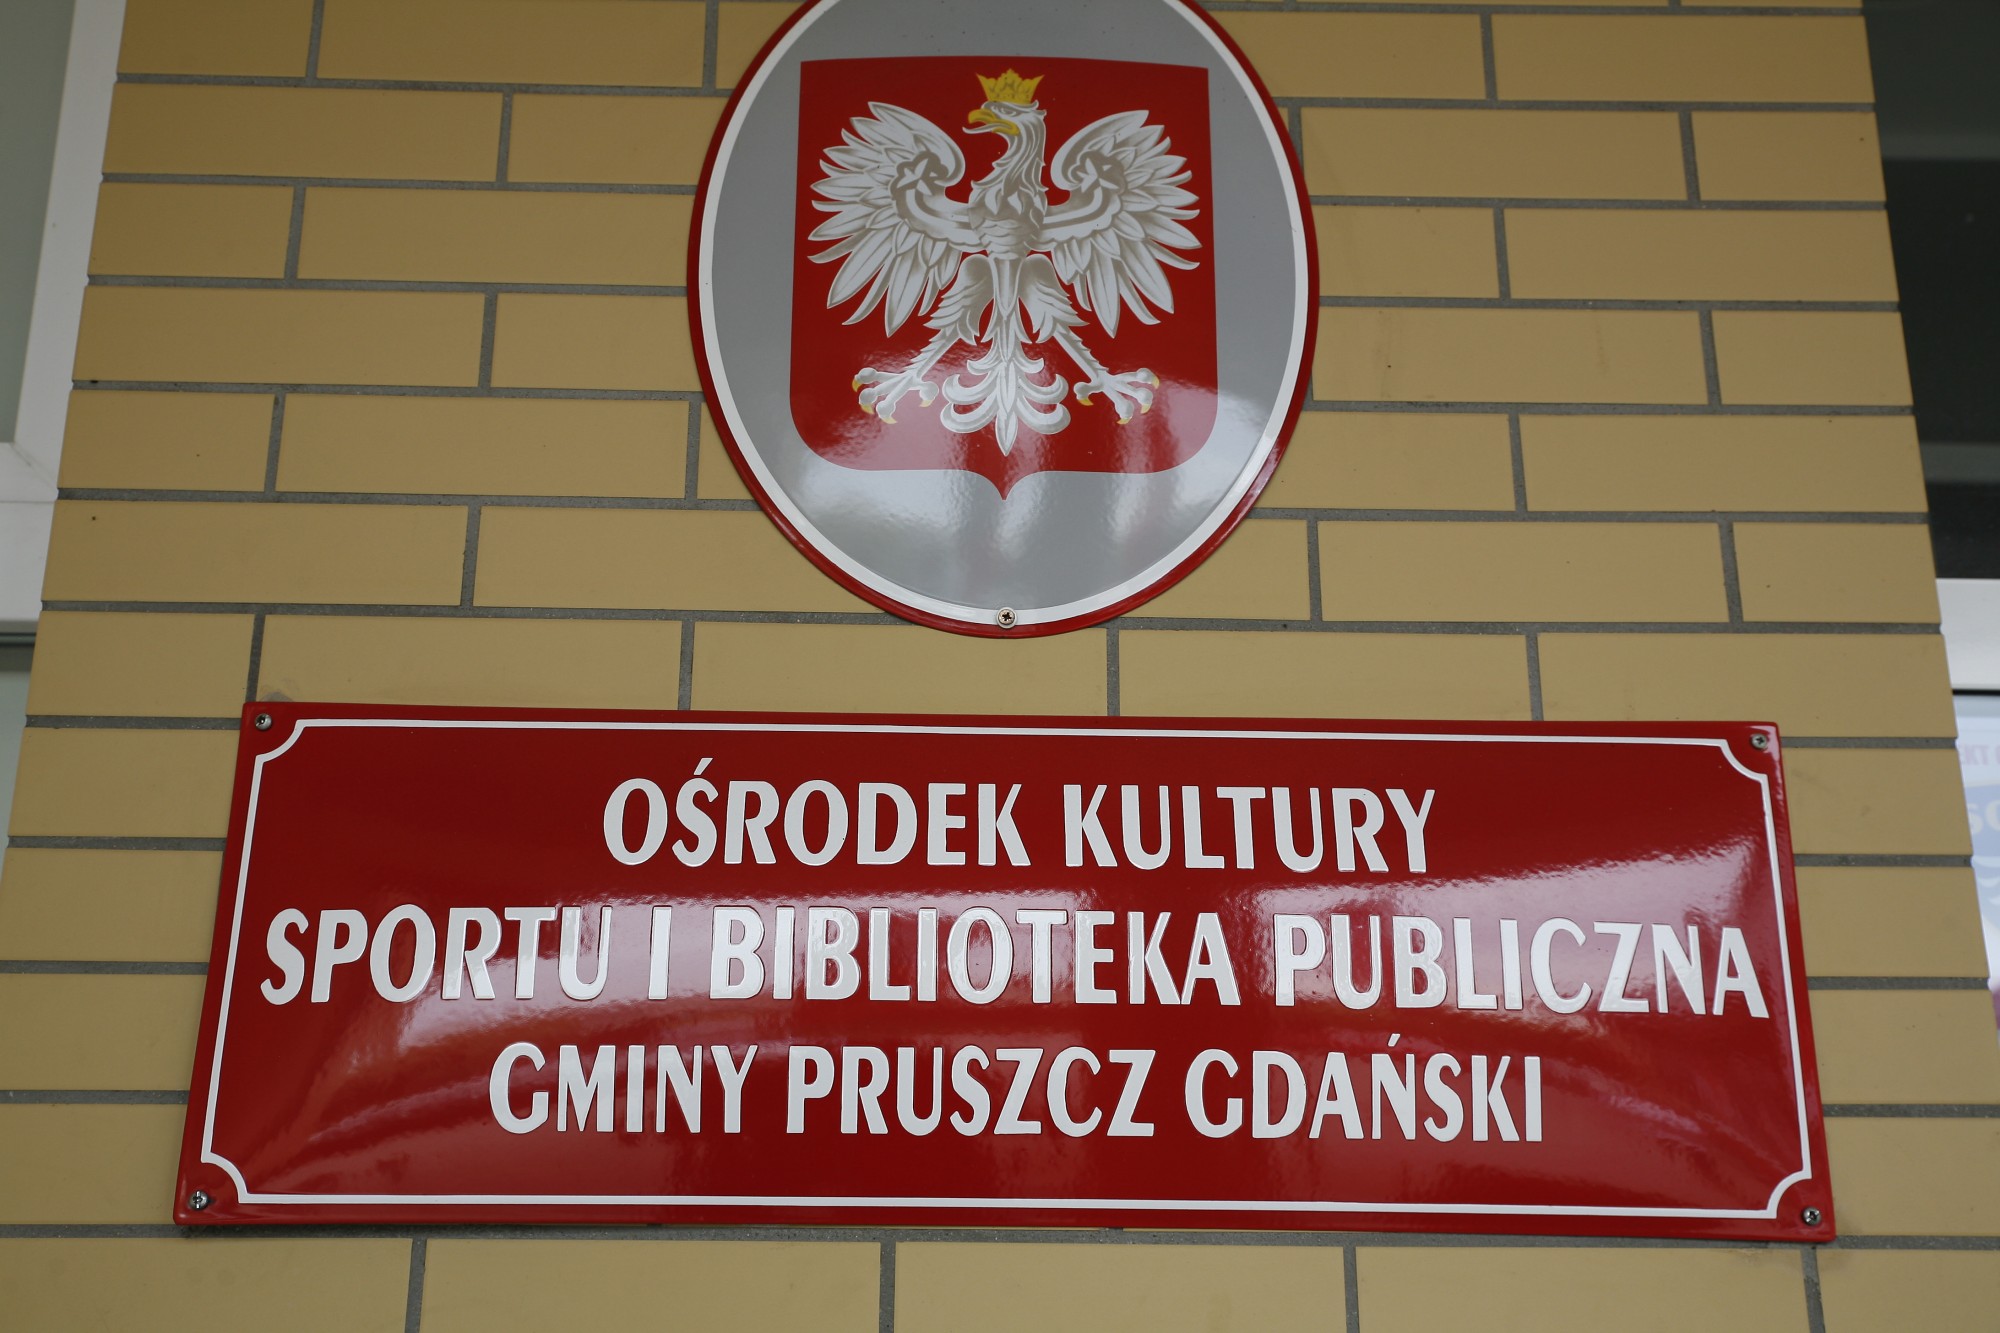 OŚRODEK KULTURY
SPORTU I BIBLIOTEKA PUBLICZNA
GMINY PRUSZCZ GDAŃSKI